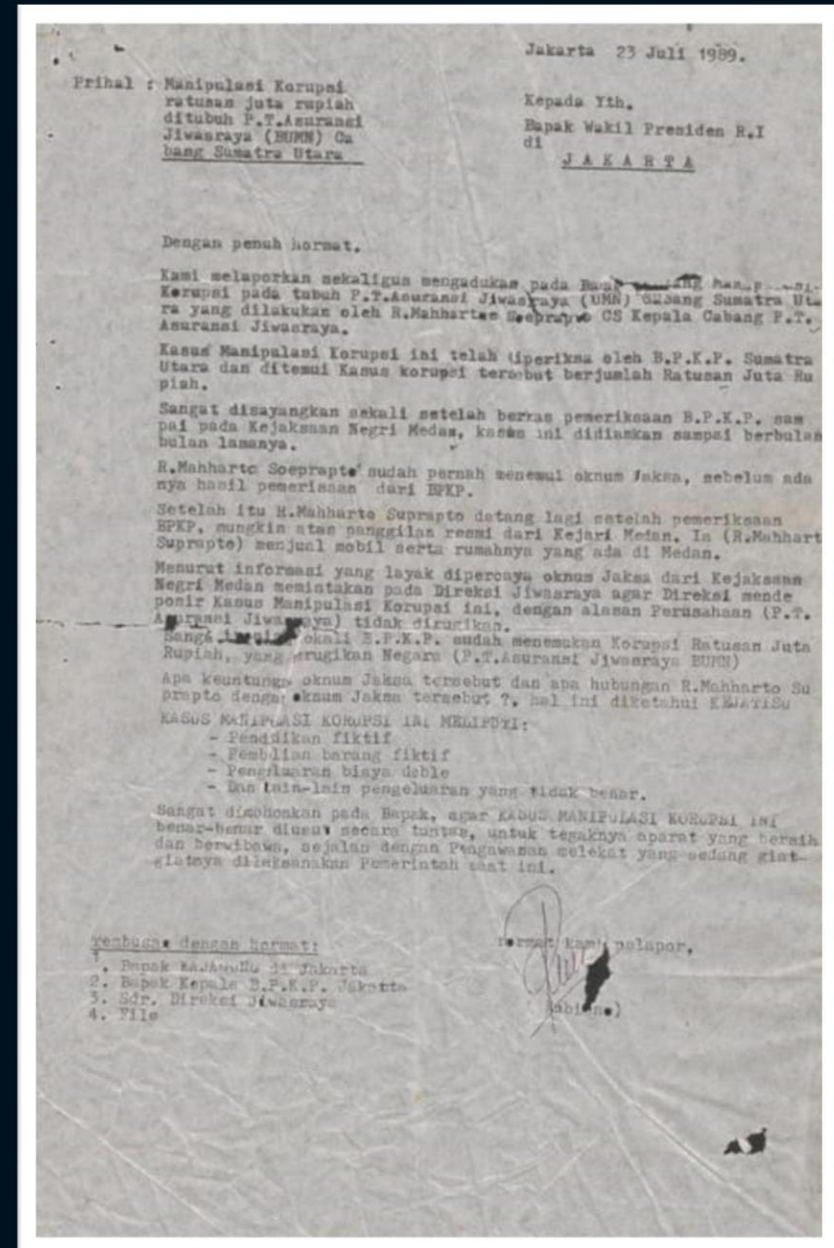 Jakarta 23 Juli 1989.
Prihal : Manipulasi Korupsi
ratusan juta rupiah
ditubuh P.T.Asuransi
Jiwasraya (BUMN) Ca
bang Sumatra Utara
Kepada Yth,
Bapak Wakil Presiden R.I
di
J A K A R T A
Dengan penuh hormat.
Kami melaporkan sekaligus mengadukan pada
Korupsi pada tubuh P.T.Asuransi Jiwasraya (UMN) Cabang Sumatra Uta
ra yang dilakukan oleh R.Mahharto Soeprapto CS Kepala Cabang P.T.
Asuransi Jiwasraya.
Kasus Manipulasi Korupsi ini telah diperiksa oleh B.P.K.P. Sumatra
Utara dan ditemui Kasus korupsi tersebut berjumlah Ratusan Juta Ru
piah.
Sangat disayangkan sekali setelah berkas pemeriksaan B.P.K.P. sam
pai pada Kejaksaan Negri Medan, kasus ini didiamkan sampai berbulan
bulan lamanya.
R.Mahharto Soeprapto sudah pernah menemui oknum Jaksa, sebelum ada
nya hasil pemerisaan dari BPKP.
Setelah itu R.Mahharto Suprapto datang lagi setelah pemeriksaan
BPKP, mungkin atas panggilan resmi dari Kejari Medan. Ia (R.Mahhart
Suprapto) menjual mobil serta rumahnya yang ada di Medan.
Menurut informasi yang layak dipercaya oknum Jaksa dari Kejaksaan
Negri Medan memintakan pada Direksi Jiwasraya agar Direksi mende
ponir Kasus Manipulasi Korupsi ini, dengan alasan Perusahaan (P.T.
Asuransi Jiwasraya) tidak dirugikan.
B.P.K.P. sudah menemukan Korupsi Ratusan Juta
Rupiah, yang merugikan Negara (P.T.Asuransi Jiwasraya BUMN)
Apa keuntungan oknum Jaksa tersebut dan apa hubungan R.Mahharto Su
prapto dengan oknum Jaksa tersebut ?, hal ini diketahui KEJATISU
KASUS MANIPULASI KORUPSI INI MELIPUTI:
- Pendidikan fiktif
- Pembelian barang fiktif
- Pengeluaran biaya doble
- Dan lain-lain pengeluaran yang tidak benar.
Sangat dimohonkan pada Bapak, agar KASUS MANIPULASI KORUPSI INI
benar-benar diusut secara tuntas, untuk tegaknya aparat yang bersih
dan berwibawa, sejalan dengan Pengawasan melekat yang sedang giat-
giatnya dilaksanakan Pemerintah saat ini.
Tembusan dengan hormat:
1. Bapak di Jakarta
2. Bapak Kepala B.P.K.P. Jakarta
3. Sdr. Direksi Jiwasraya
4. File
Hormat kami pelapor,